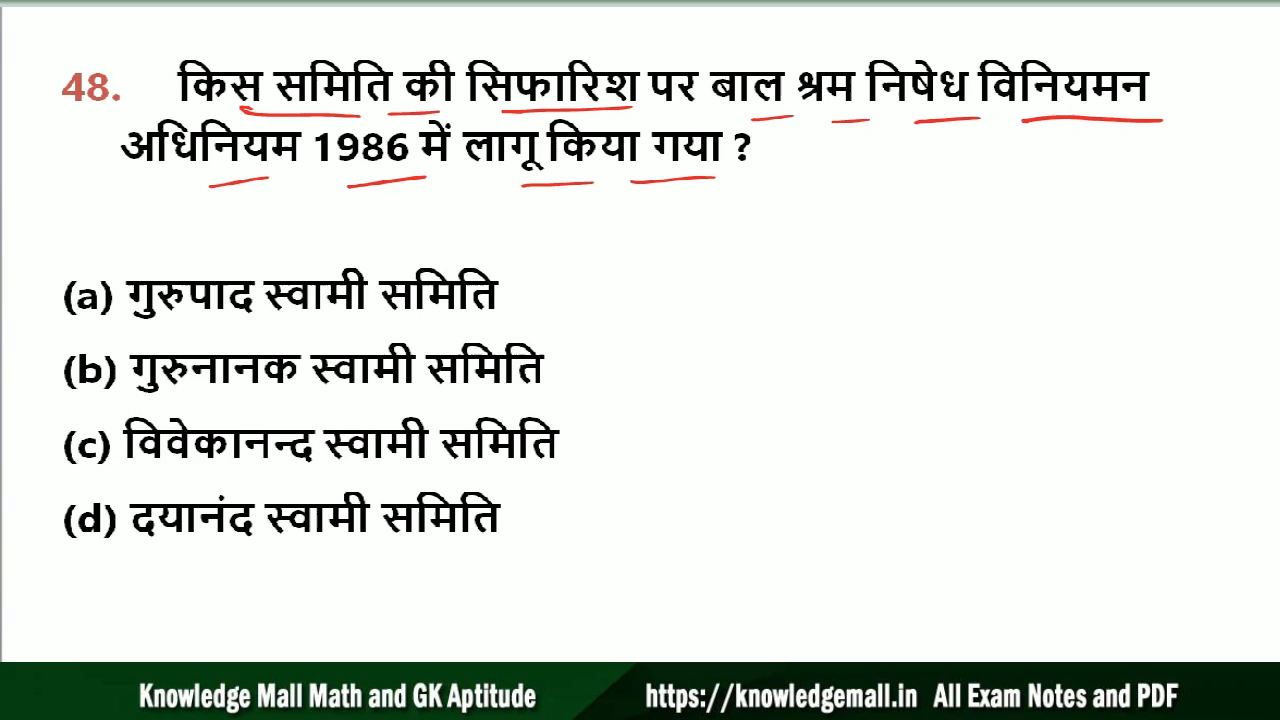 48. किस समिति की सिफारिश पर बाल श्रम निषेध विनियमन
अधिनियम 1986 में लागू किया गया ?
(a) गुरुपाद स्वामी समिति
(b) गुरुनानक स्वामी समिति
(c) विवेकानन्द स्वामी समिति
(d) दयानंद स्वामी समिति
Knowledge Mall Math and GK Aptitude https://knowledgemall.in All Exam Notes and PDF